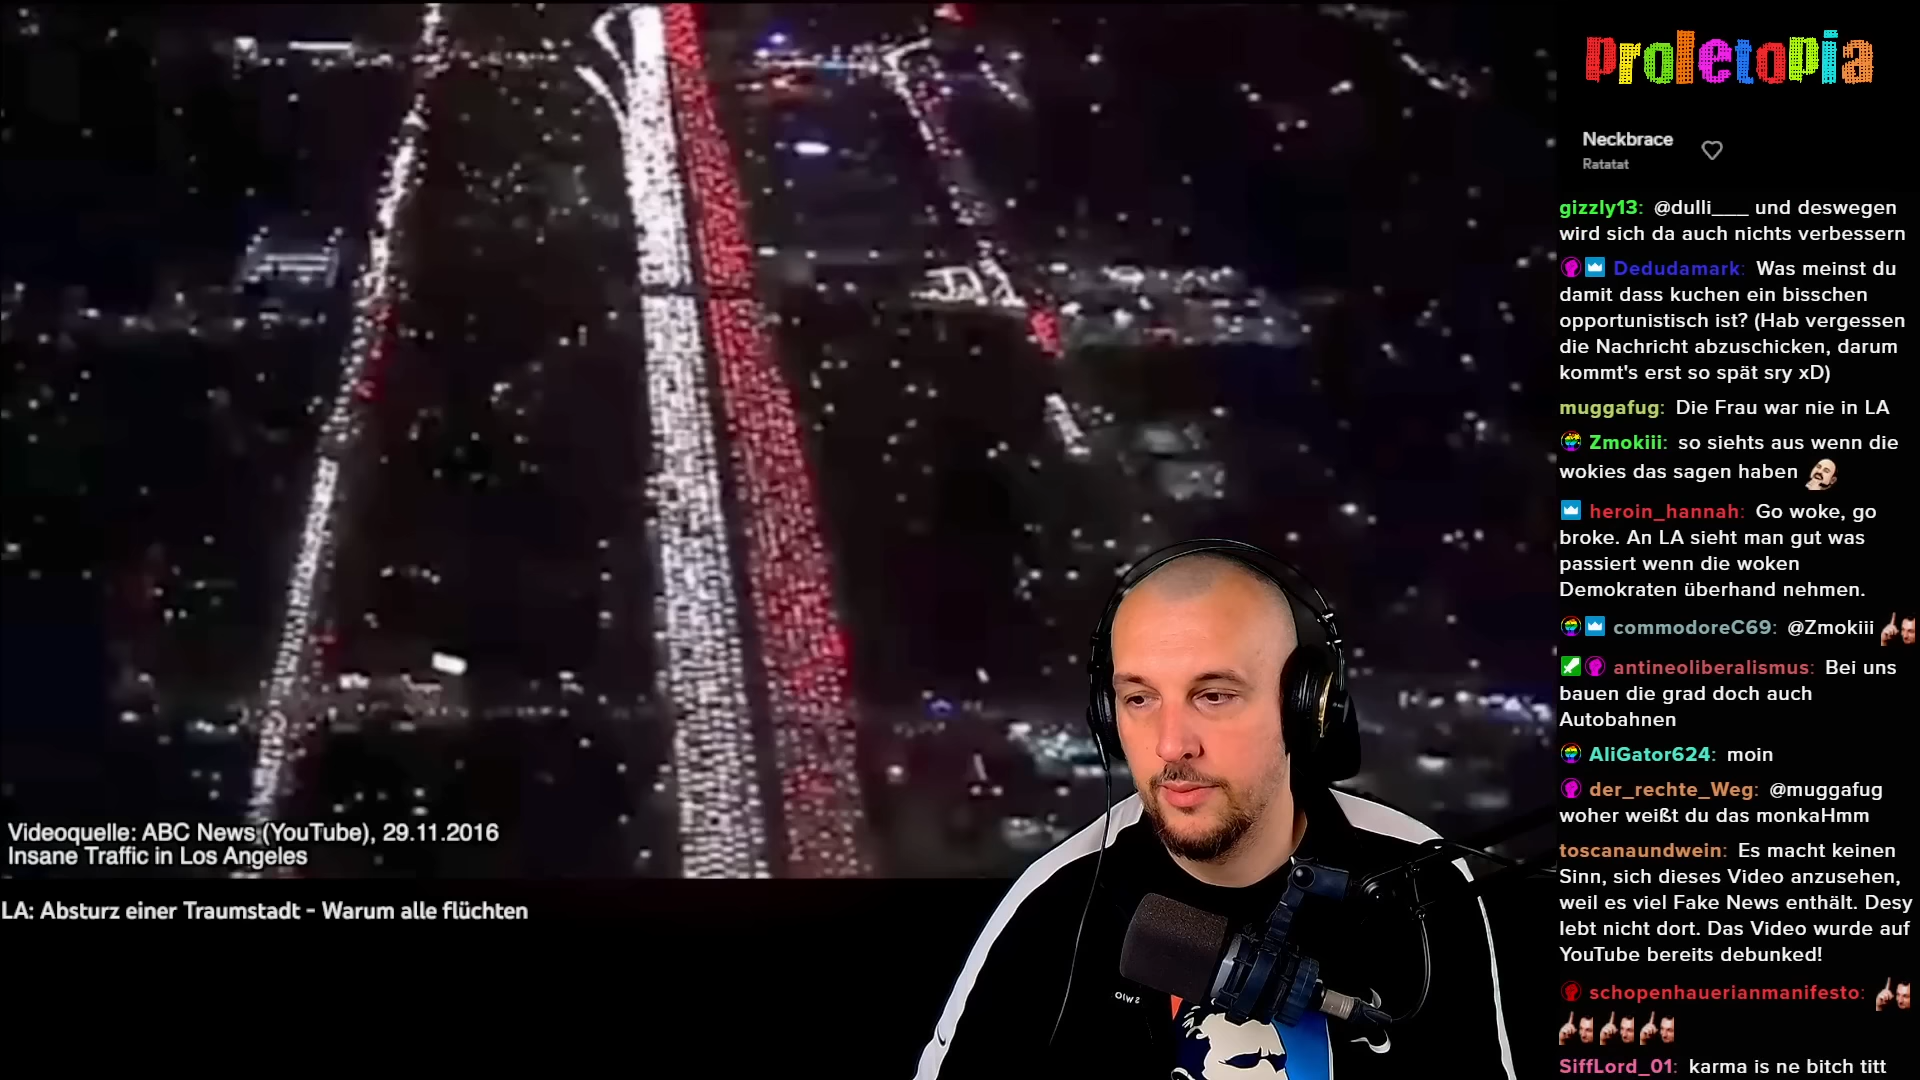 Proletopia
Neckbrace
Ratatat
gizzly13: @dulli___ und deswegen
wird sich da auch nichts verbessern
Dedudamark: Was meinst du
damit dass kuchen ein bisschen
opportunistisch ist? (Hab vergessen
die Nachricht abzuschicken, darum
kommt's erst so spät sry xD)
muggafug: Die Frau war nie in LA
Zmokiii: so siehts aus wenn die
wokies das sagen haben
heroin_hannah: Go woke, go
broke. An LA sieht man gut was
passiert wenn die woken
Demokraten überhand nehmen.
commodoreC69: @Zmokiii
antineoliberalismus: Bei uns
bauen die grad doch auch
Autobahnen
AliGator624: moin
der_rechte_Weg: @muggafug
woher weißt du das monkaHmm
toscanaundwein: Es macht keinen
Sinn, sich dieses Video anzusehen,
weil es viel Fake News enthält. Desy
lebt nicht dort. Das Video wurde auf
YouTube bereits debunked!
schopenhauerianmanifesto:
SiffLord_01: karma is ne bitch titt
Videoquelle: ABC News (YouTube), 29.11.2016
Insane Traffic in Los Angeles
LA: Absturz einer Traumstadt - Warum alle flüchten